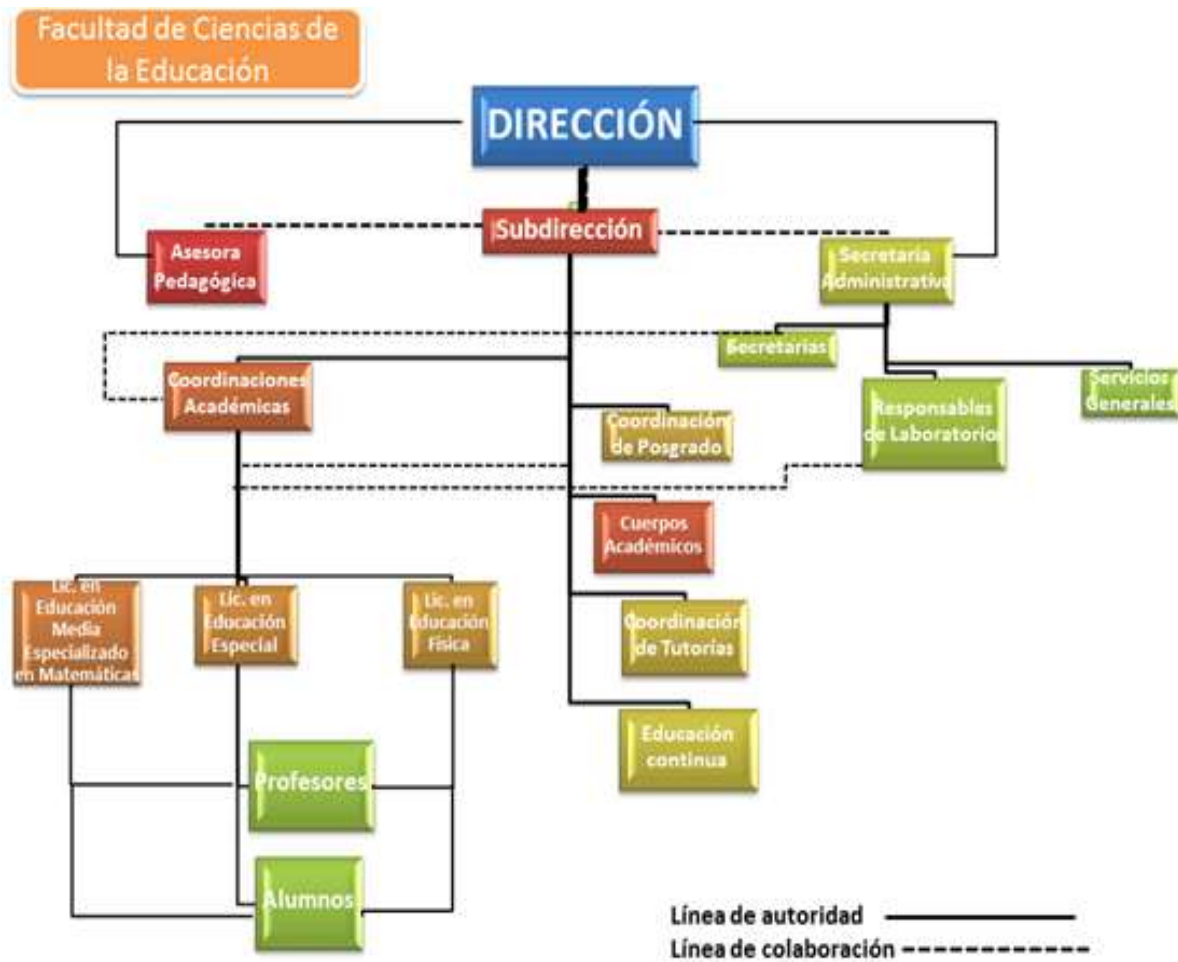 Facultad de Ciencias de
la Educación
DIRECCIÓN
Subdirección
Asesora
Pedagógica
Secretaría
Administrativa
Secretarías
Servicios
Generales
Coordinaciones
Académicas
Responsables
de Laboratorio
Coordinación
de Posgrado
Cuerpos
Académicos
Lic. en
Educación
Media
Especializado
en Matemáticas
Lic. en
Educación
Especial
Lic. en
Educación
Física
Coordinación
de Tutorías
Educación
continua
Profesores
Alumnos
Línea de autoridad
Línea de colaboración